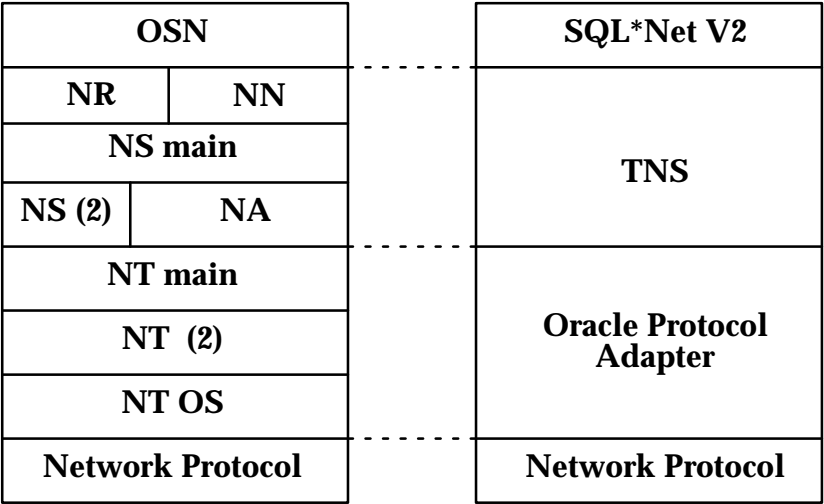 OSN
NR NN
NS main
NS (2) NA
NT main
NT (2)
NT OS
Network Protocol
SQL*Net V2
TNS
Oracle Protocol
Adapter
Network Protocol